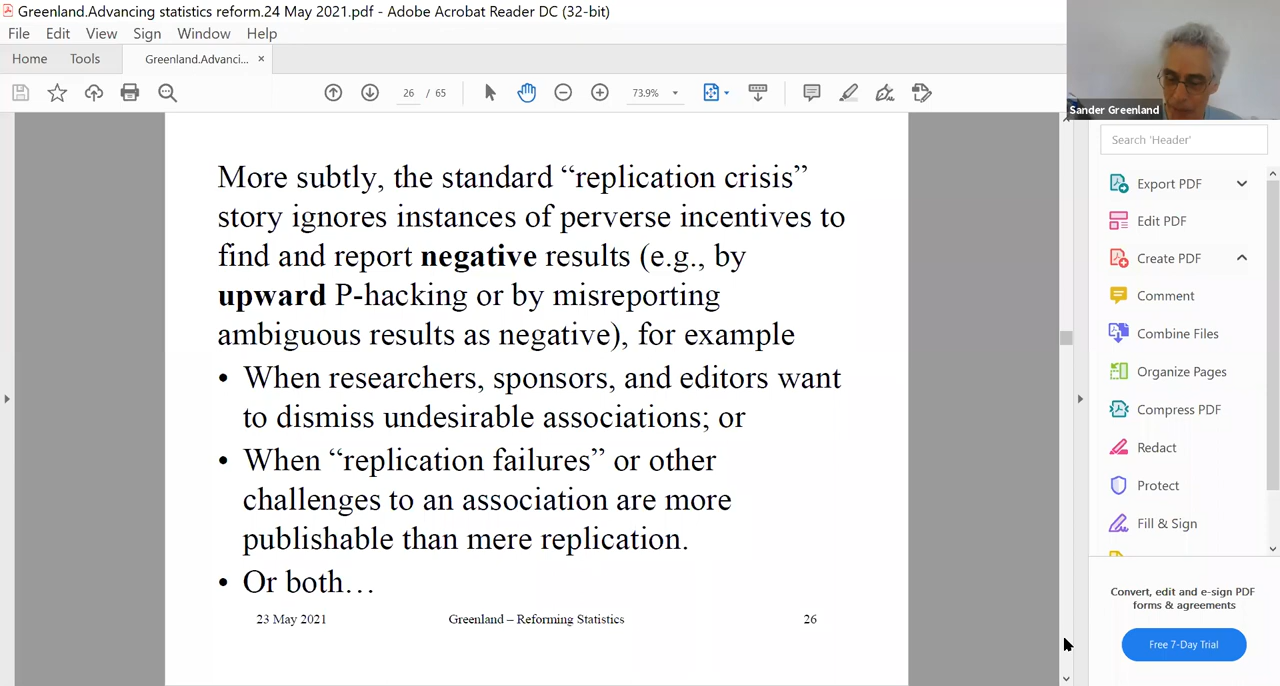 Greenland.Advancing statistics reform.24 May 2021.pdf - Adobe Acrobat Reader DC (32-bit)
File Edit View Sign Window Help
Home Tools Greenland.Advanci... ×
26 / 65 73.9%
Sander Greenland
Search 'Header'
Export PDF
Edit PDF
Create PDF
Comment
Combine Files
Organize Pages
Compress PDF
Redact
Protect
Fill & Sign
Convert, edit and e-sign PDF
forms & agreements
Free 7-Day Trial
More subtly, the standard “replication crisis”
story ignores instances of perverse incentives to
find and report negative results (e.g., by
upward P-hacking or by misreporting
ambiguous results as negative), for example
• When researchers, sponsors, and editors want
to dismiss undesirable associations; or
• When “replication failures” or other
challenges to an association are more
publishable than mere replication.
• Or both…
23 May 2021 Greenland – Reforming Statistics 26